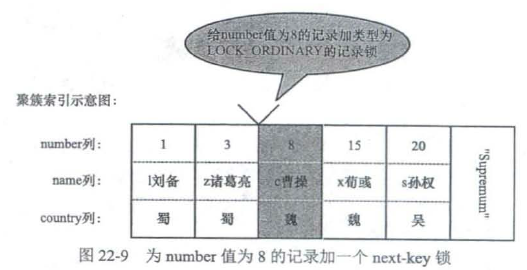 给number值为8的记录加类型为
LOCK_ORDINARY的记录锁
聚簇索引示意图：
number列： 1 3 8 15 20 "Supremum"
name列： l刘备 z诸葛亮 c曹操 x荀彧 s孙权
country列： 蜀 蜀 魏 魏 吴
图 22-9 为 number 值为 8 的记录加一个 next-key 锁